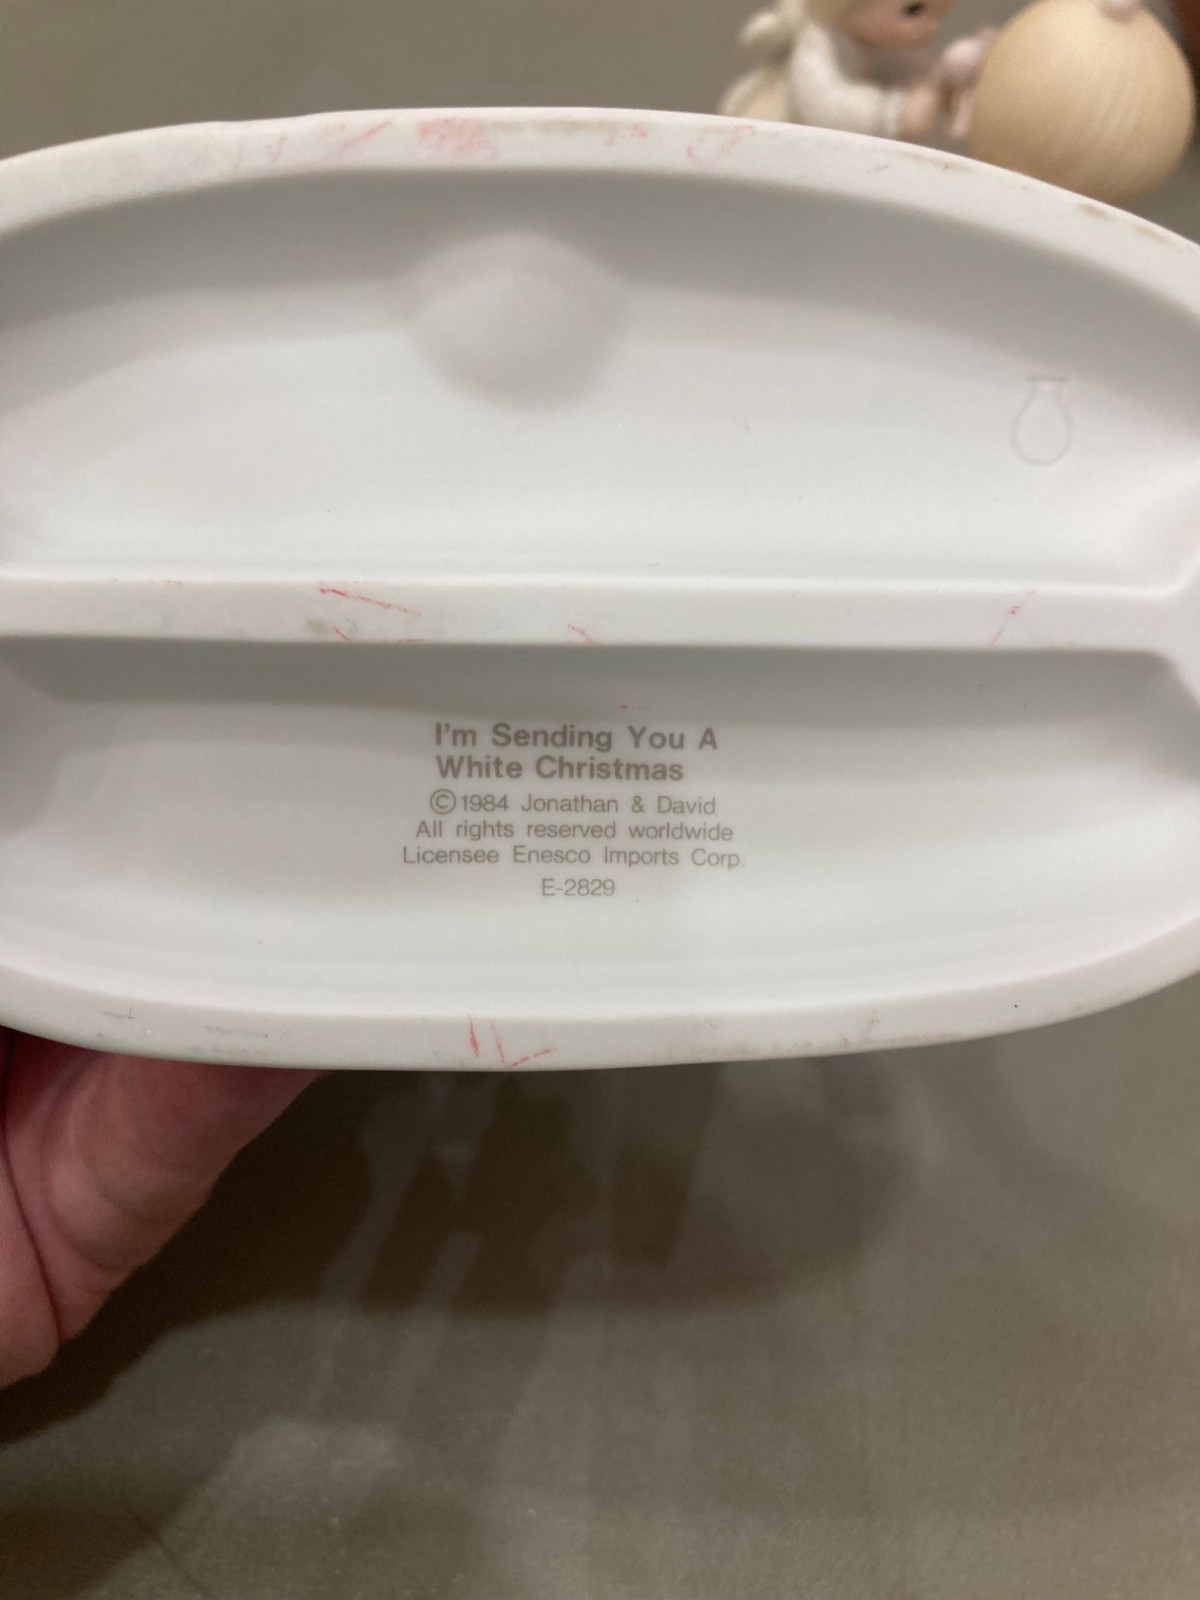 I'm Sending You A
White Christmas
©1984 Jonathan & David
All rights reserved worldwide
Licensee Enesco Imports Corp.
E-2829